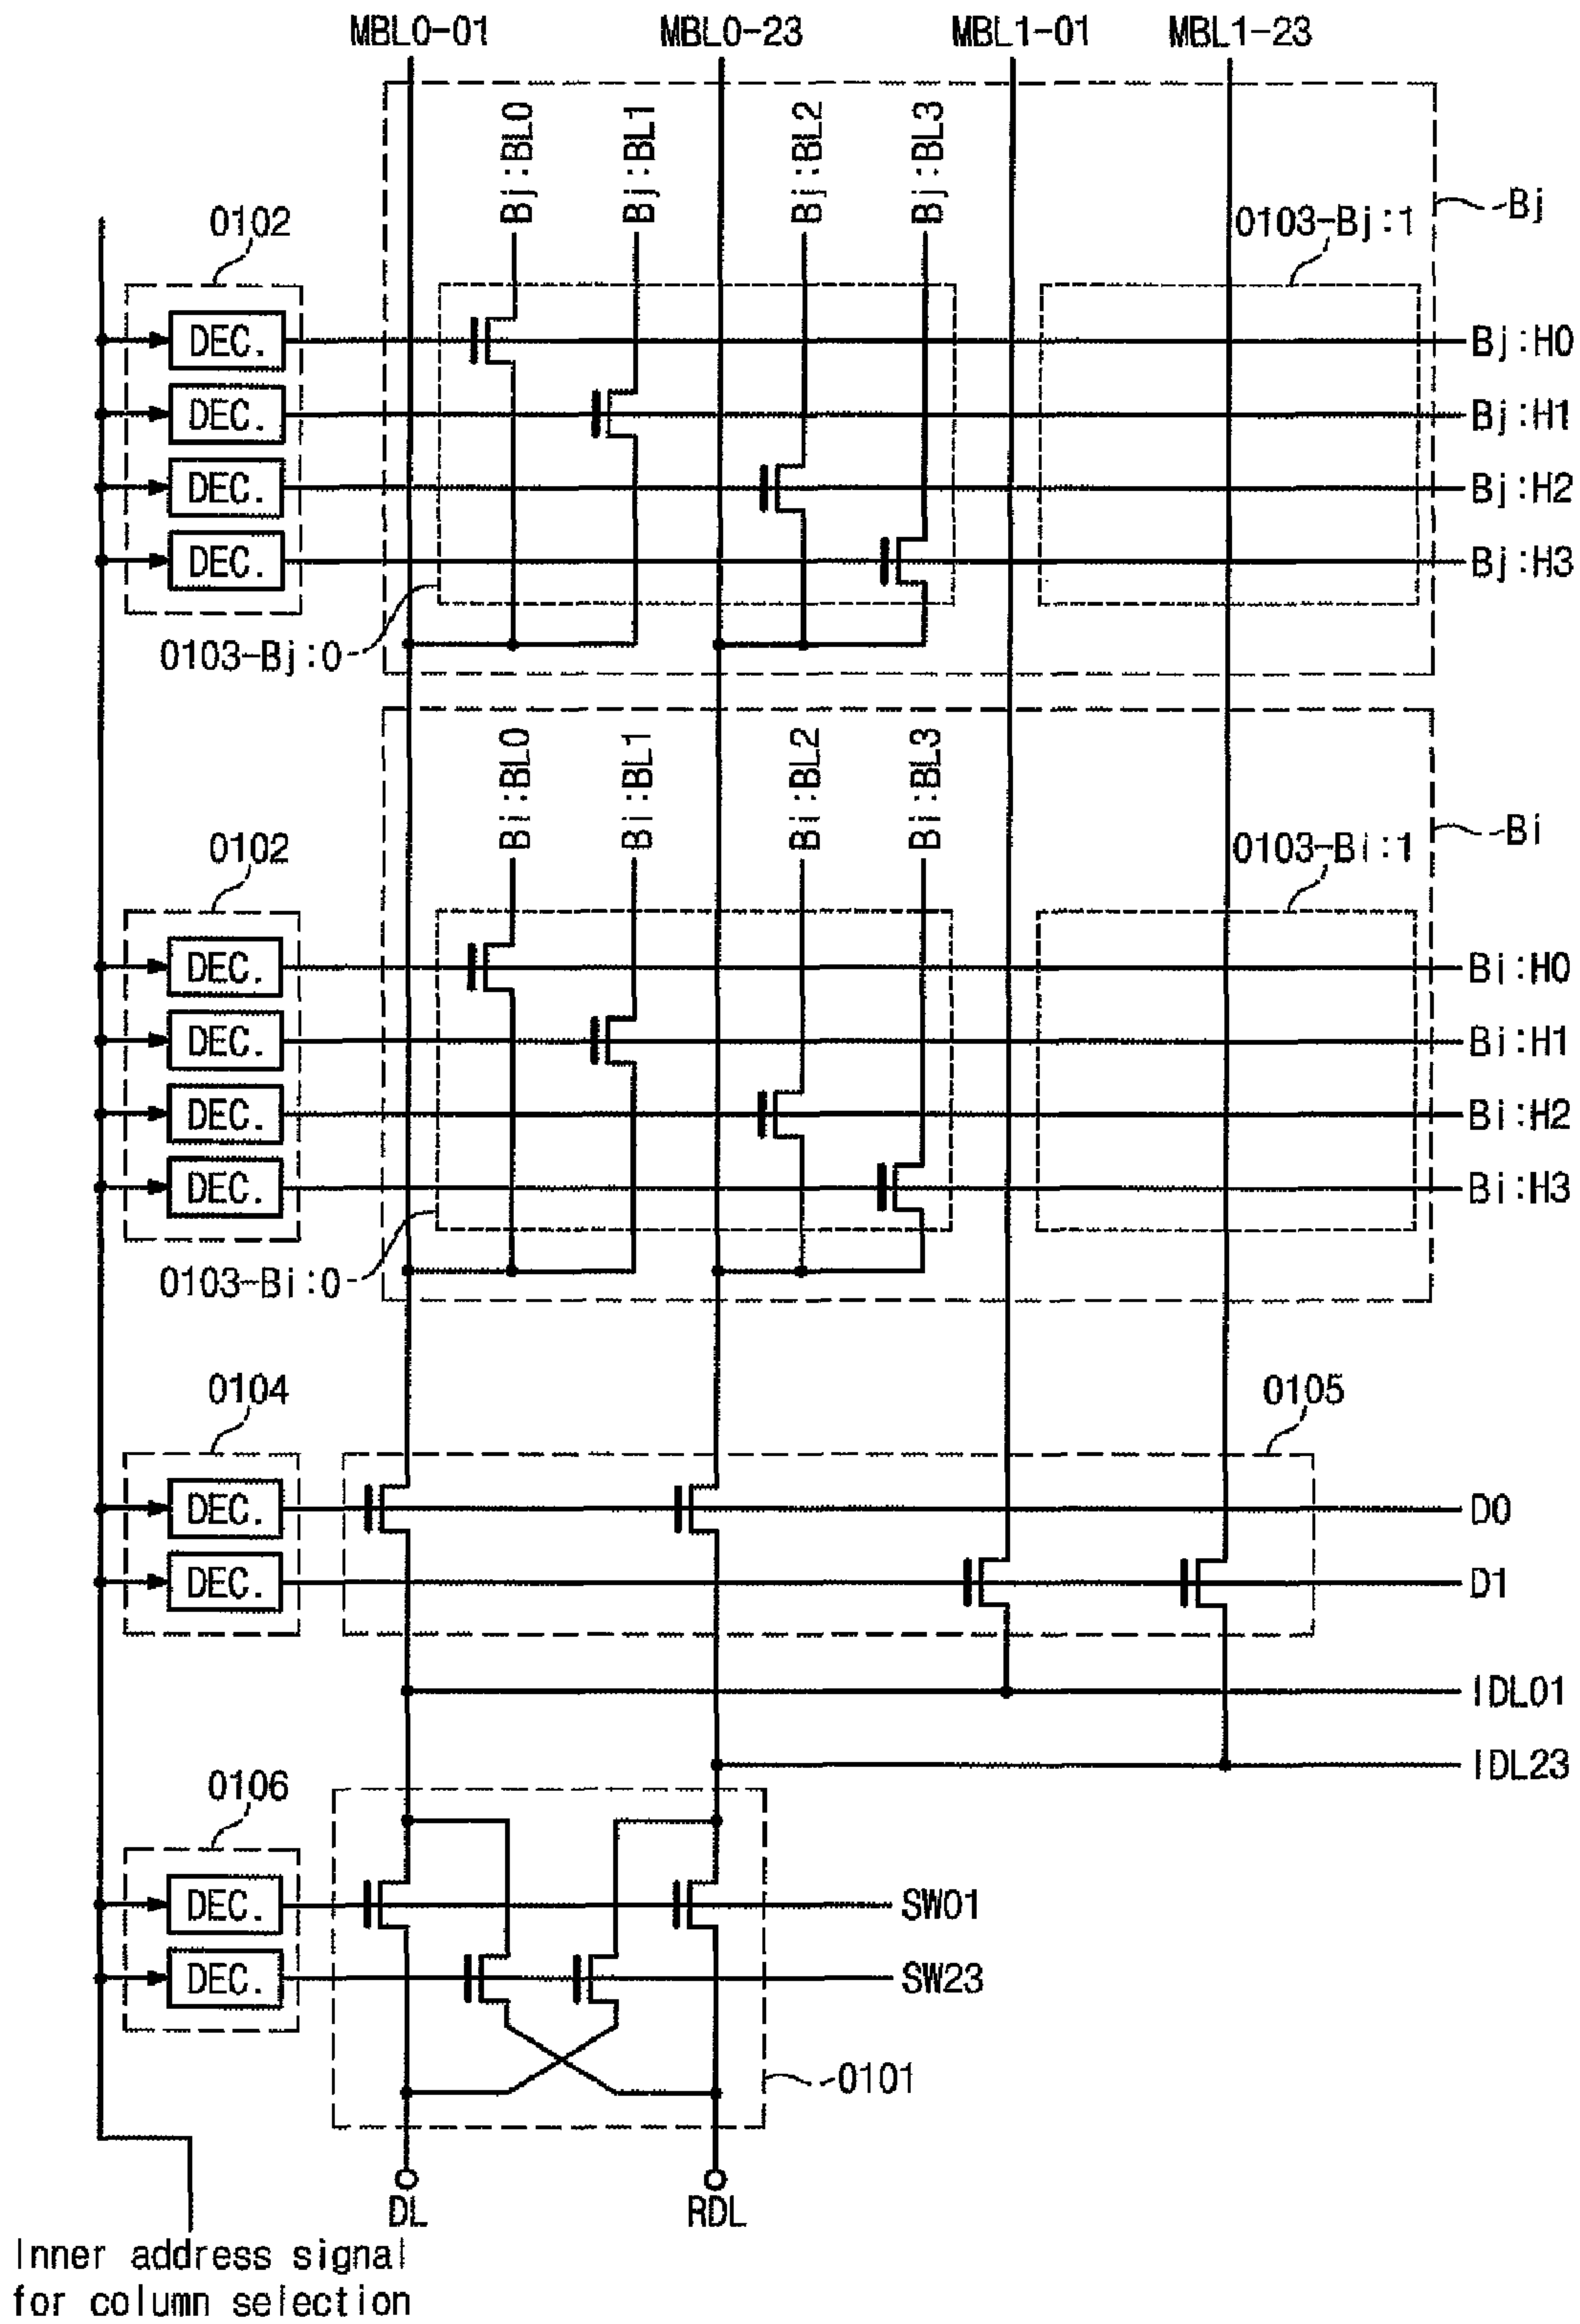 MBL0-01 MBL0-23 MBL1-01 MBL1-23
Bj:BL0
Bj:BL1
Bj:BL2
Bj:BL3
Bj
0102
0103-Bj:1
DEC.
Bj:H0
DEC.
Bj:H1
DEC.
Bj:H2
DEC.
Bj:H3
0103-Bj:0
Bi:BL0
Bi:BL1
Bi:BL2
Bi:BL3
Bi
0102
0103-Bi:1
DEC.
Bi:H0
DEC.
Bi:H1
DEC.
Bi:H2
DEC.
Bi:H3
0103-Bi:0
0104
0105
DEC.
D0
DEC.
D1
IDL01
IDL23
0106
DEC.
SW01
DEC.
SW23
0101
DL
RDL
Inner address signal
for column selection